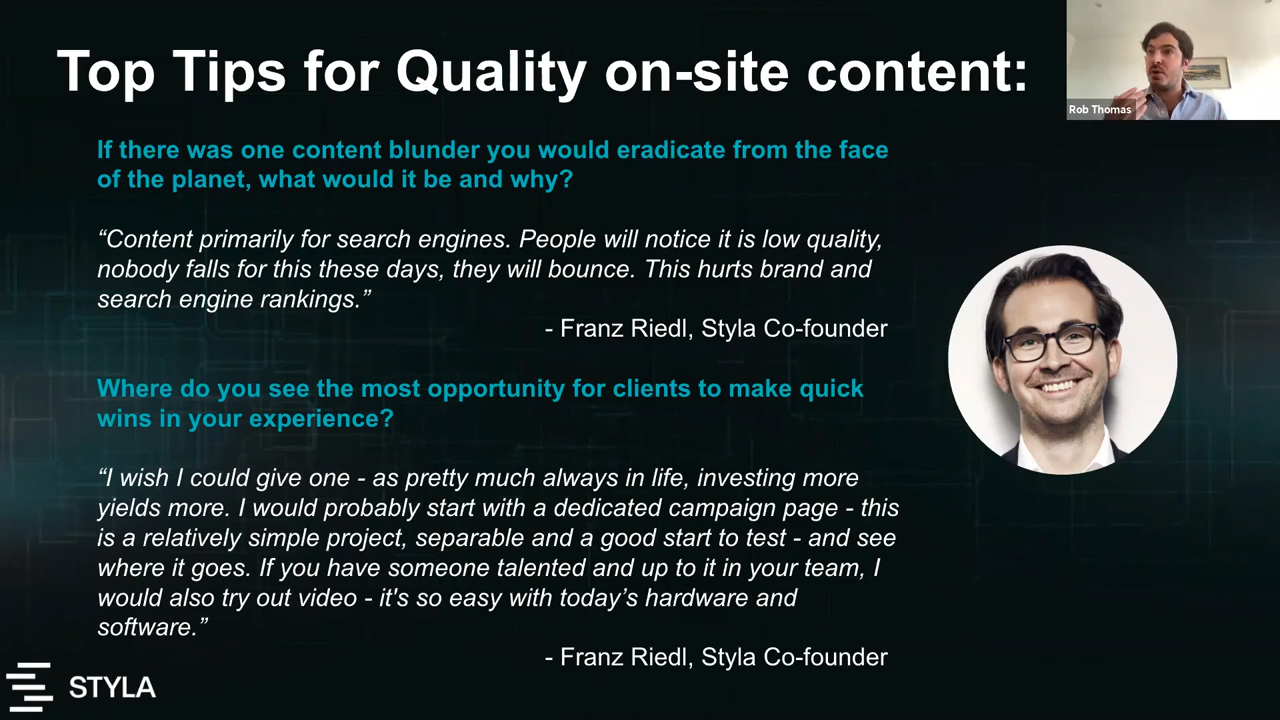 Top Tips for Quality on-site content:
Rob Thomas
If there was one content blunder you would eradicate from the face
of the planet, what would it be and why?
“Content primarily for search engines. People will notice it is low quality,
nobody falls for this these days, they will bounce. This hurts brand and
search engine rankings.”
- Franz Riedl, Styla Co-founder
Where do you see the most opportunity for clients to make quick
wins in your experience?
“I wish I could give one - as pretty much always in life, investing more
yields more. I would probably start with a dedicated campaign page - this
is a relatively simple project, separable and a good start to test - and see
where it goes. If you have someone talented and up to it in your team, I
would also try out video - it's so easy with today’s hardware and
software.”
- Franz Riedl, Styla Co-founder
STYLA